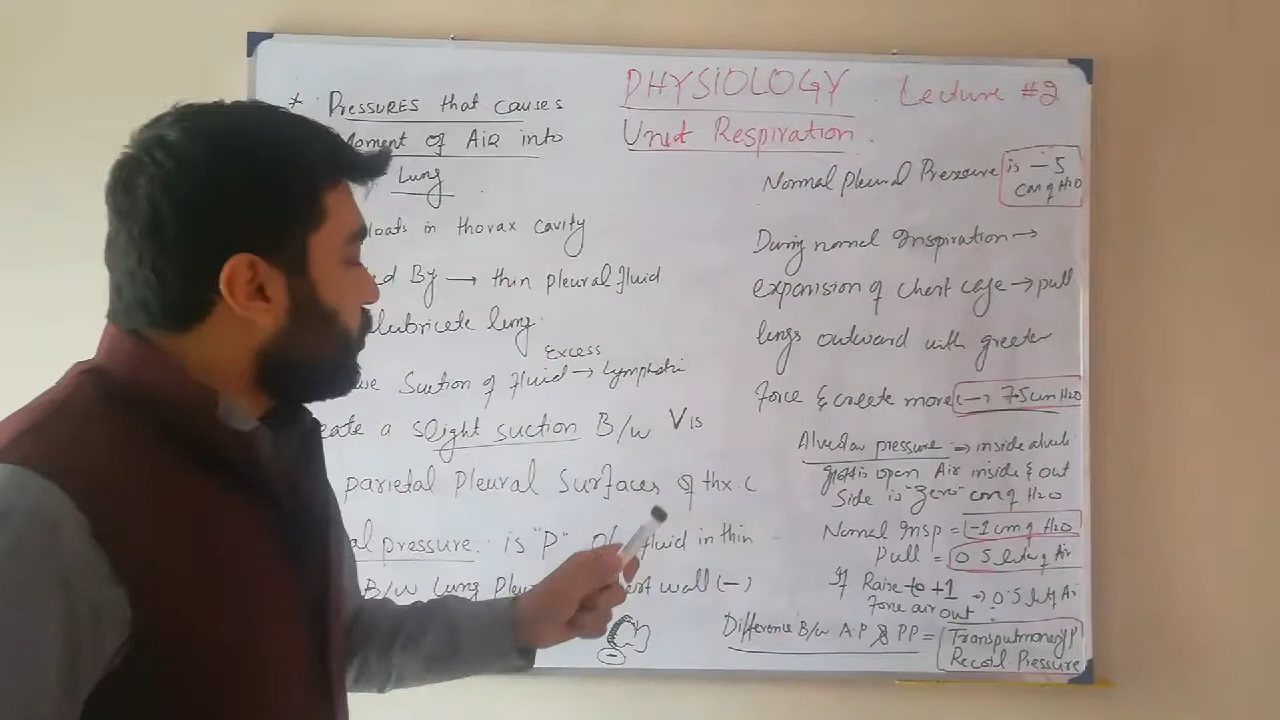 PHYSIOLOGY. Lecture #2
Unit Respiration.
* PRESSURES that causes
Moment of Air into
Lung
loats in thorax cavity
d By → thin pleural fluid
lubricate lung.
Excess
Suction of fluid → Lymphatic
eate a slight suction B/w Vis
parietal Pleural Surfaces of thx c
al pressure. is "P" of fluid in thin
B/w Lung Pleu wall (-)
Normal Pleural Pressure is -5
cm of H2O
During normal Inspiration →
expansion of chest cage → pull
lungs outward with greater
Force & create more (-) 7.5 cm H2O
Alveolar pressure → inside alveoli
glottis open Air inside & out
Side is "zero" cm of H2O
Normal Insp = (-1 cm of H2O
Pull = 0.5 lit of Air
If Raise to +1 ⇒ 0.5 lit of Ai
Force air out.
Difference B/w A.P & PP = Transpulmonary P
Recoil Pressure